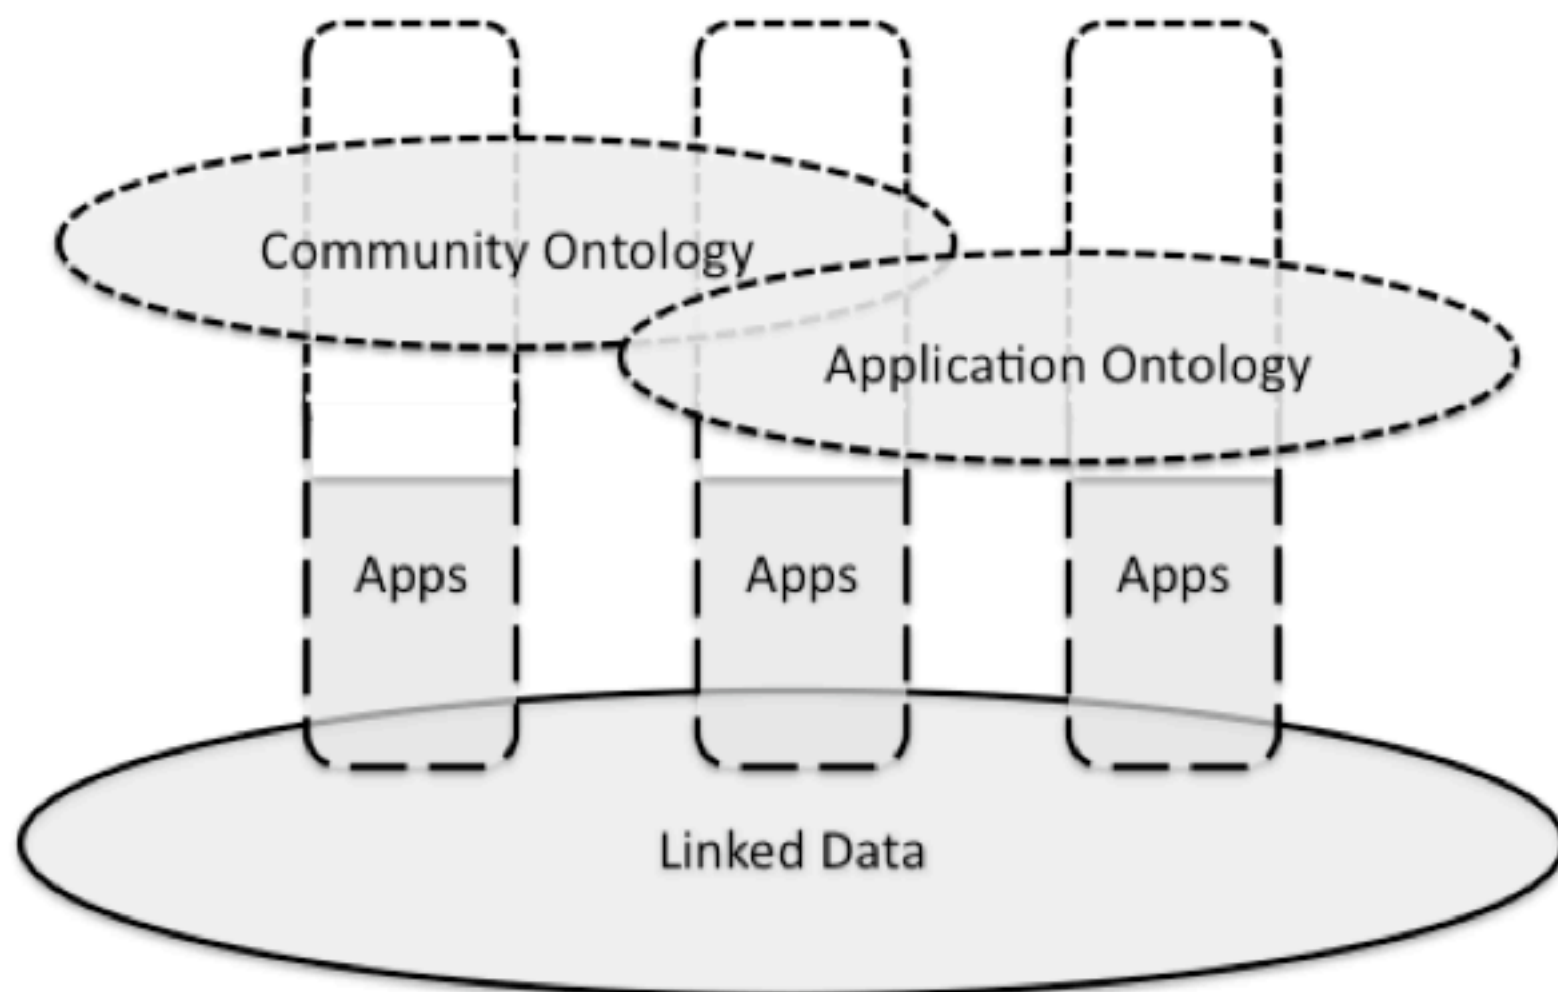 Community Ontology
Application Ontology
Apps
Apps
Apps
Linked Data